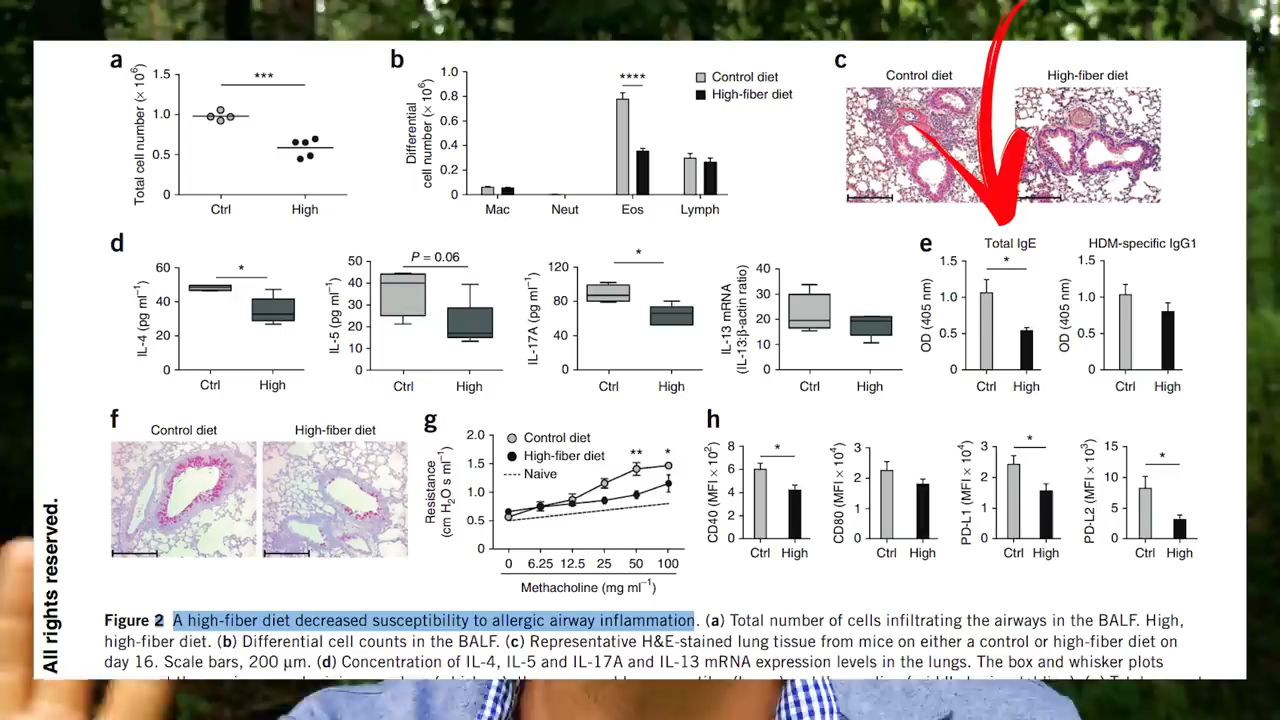 a
Total cell number (× 10⁶)
1.5
1.0
0.5
0
***
Ctrl
High
b
Differential
cell number (× 10⁶)
1.0
0.8
0.6
0.4
0.2
0
****
Mac
Neut
Eos
Lymph
Control diet
High-fiber diet
c
Control diet
High-fiber diet
d
IL-4 (pg ml⁻¹)
60
40
20
0
*
Ctrl
High
IL-5 (pg ml⁻¹)
50
40
30
20
10
0
P = 0.06
Ctrl
High
IL-17A (pg ml⁻¹)
120
80
40
0
*
Ctrl
High
IL-13 mRNA
(IL-13:β-actin ratio)
40
30
20
10
0
Ctrl
High
e
Total IgE
OD (405 nm)
1.5
1.0
0.5
0
*
Ctrl
High
HDM-specific IgG1
OD (405 nm)
1.5
1.0
0.5
0
Ctrl
High
f
Control diet
High-fiber diet
g
Resistance
(cm H₂O s ml⁻¹)
2.0
1.5
1.0
0.5
0
Control diet
High-fiber diet
Naive
**
*
0 6.25 12.5 25 50 100
Methacholine (mg ml⁻¹)
h
CD40 (MFI × 10²)
8
6
4
2
0
*
Ctrl
High
CD80 (MFI × 10⁴)
3
2
1
0
Ctrl
High
PD-L1 (MFI × 10⁴)
3
2
1
0
*
Ctrl
High
PD-L2 (MFI × 10³)
15
10
5
0
*
Ctrl
High
All rights reserved.
Figure 2 A high-fiber diet decreased susceptibility to allergic airway inflammation. (a) Total number of cells infiltrating the airways in the BALF. High,
high-fiber diet. (b) Differential cell counts in the BALF. (c) Representative H&E-stained lung tissue from mice on either a control or high-fiber diet on
day 16. Scale bars, 200 μm. (d) Concentration of IL-4, IL-5 and IL-17A and IL-13 mRNA expression levels in the lungs. The box and whisker plots